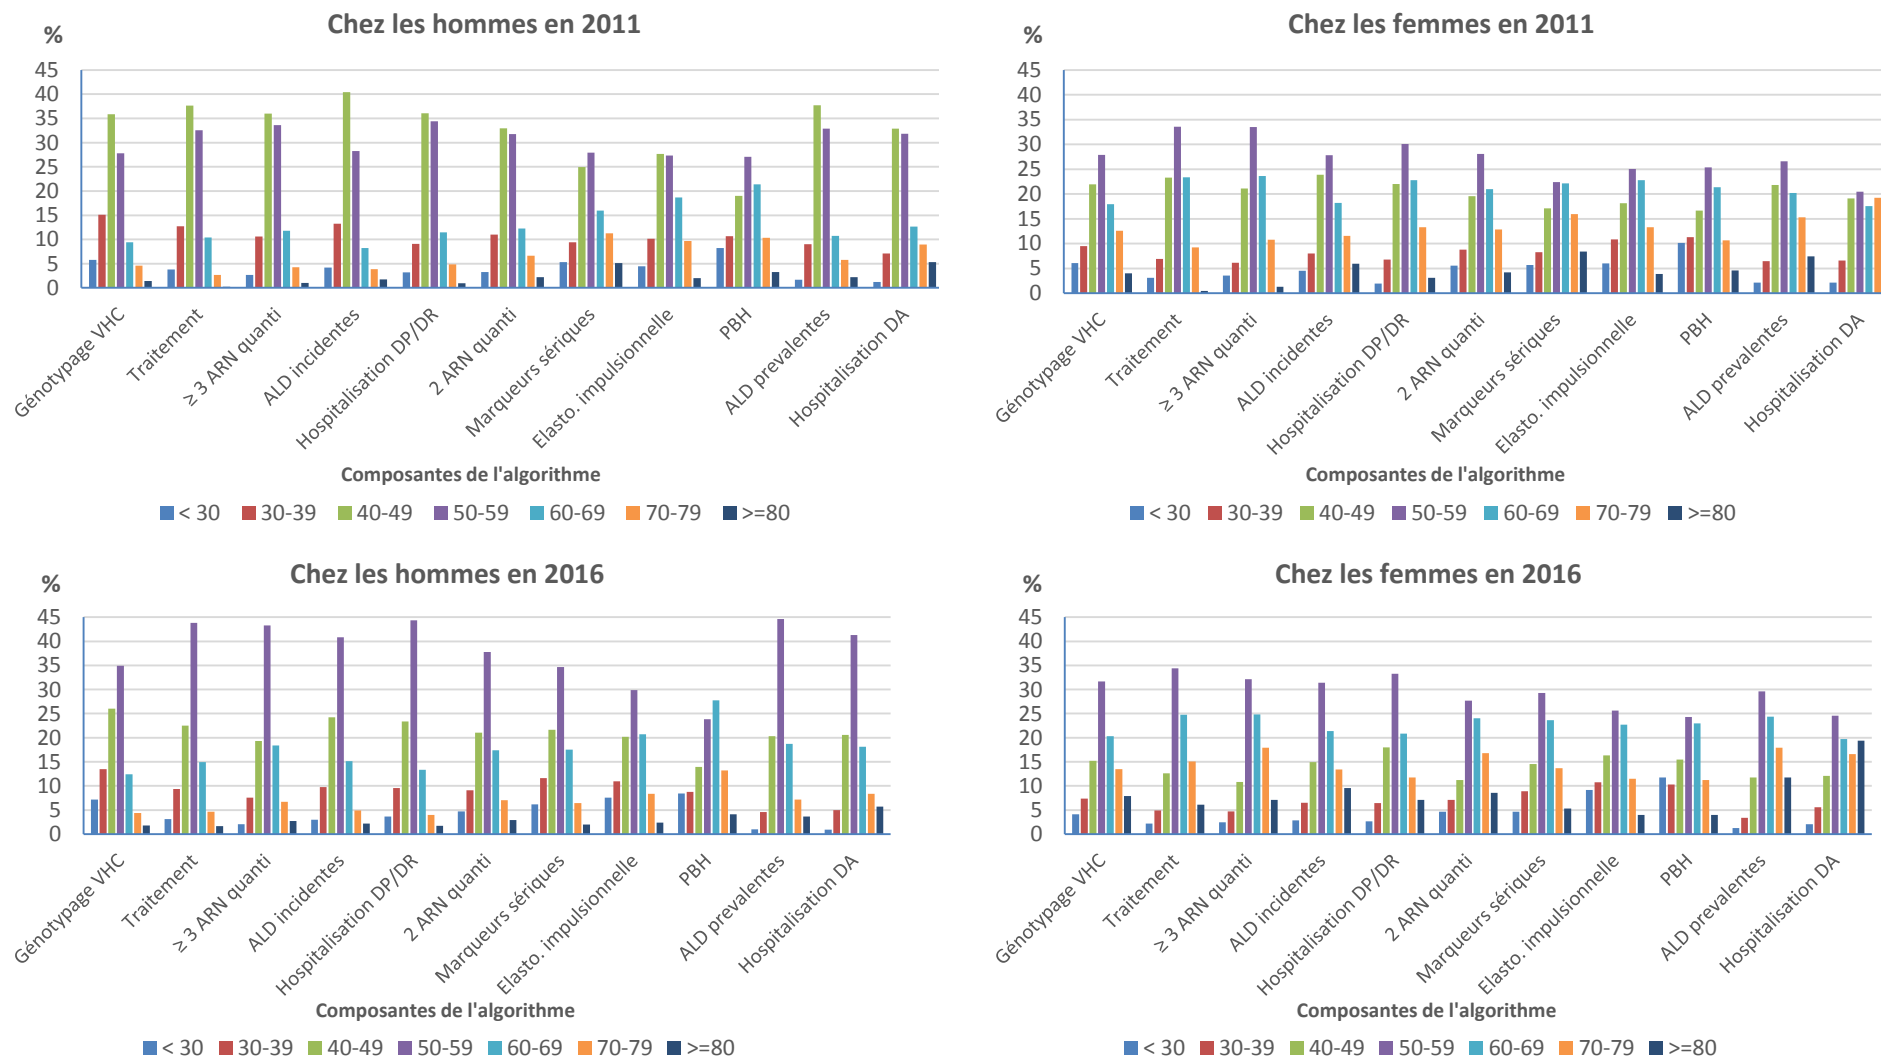 Chez les hommes en 2011
%
45
40
35
30
25
20
15
10
5
0
Génotypage VHC
Traitement
≥ 3 ARN quanti
ALD incidentes
Hospitalisation DP/DR
2 ARN quanti
Marqueurs sériques
Elasto. impulsionnelle
PBH
ALD prevalentes
Hospitalisation DA
Composantes de l'algorithme
< 30 30-39 40-49 50-59 60-69 70-79 >=80
Chez les femmes en 2011
%
45
40
35
30
25
20
15
10
5
0
Génotypage VHC
Traitement
≥ 3 ARN quanti
ALD incidentes
Hospitalisation DP/DR
2 ARN quanti
Marqueurs sériques
Elasto. impulsionnelle
PBH
ALD prevalentes
Hospitalisation DA
Composantes de l'algorithme
< 30 30-39 40-49 50-59 60-69 70-79 >=80
Chez les hommes en 2016
%
45
40
35
30
25
20
15
10
5
0
Génotypage VHC
Traitement
≥ 3 ARN quanti
ALD incidentes
Hospitalisation DP/DR
2 ARN quanti
Marqueurs sériques
Elasto. impulsionnelle
PBH
ALD prevalentes
Hospitalisation DA
Composantes de l'algorithme
< 30 30-39 40-49 50-59 60-69 70-79 >=80
Chez les femmes en 2016
%
45
40
35
30
25
20
15
10
5
0
Génotypage VHC
Traitement
≥ 3 ARN quanti
ALD incidentes
Hospitalisation DP/DR
2 ARN quanti
Marqueurs sériques
Elasto. impulsionnelle
PBH
ALD prevalentes
Hospitalisation DA
Composantes de l'algorithme
< 30 30-39 40-49 50-59 60-69 70-79 >=80